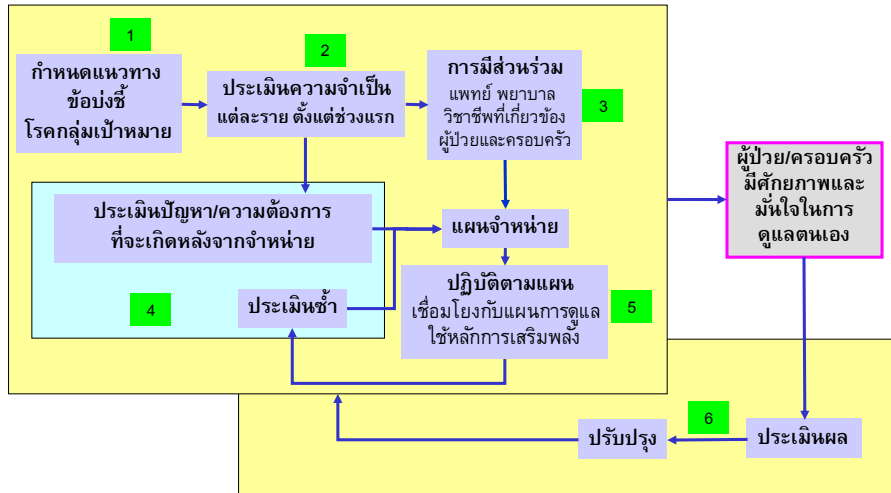 1
กำหนดแนวทาง
ข้อบ่งชี้
โรคกลุ่มเป้าหมาย
2
ประเมินความจำเป็น
แต่ละราย ตั้งแต่ช่วงแรก
การมีส่วนร่วม
แพทย์ พยาบาล
วิชาชีพที่เกี่ยวข้อง
ผู้ป่วยและครอบครัว
3
ประเมินปัญหา/ความต้องการ
ที่จะเกิดหลังจากจำหน่าย
แผนจำหน่าย
4
ประเมินซ้ำ
ปฏิบัติตามแผน
เชื่อมโยงกับแผนการดูแล
ใช้หลักการเสริมพลัง
5
ผู้ป่วย/ครอบครัว
มีศักยภาพและ
มั่นใจในการ
ดูแลตนเอง
6
ปรับปรุง
ประเมินผล